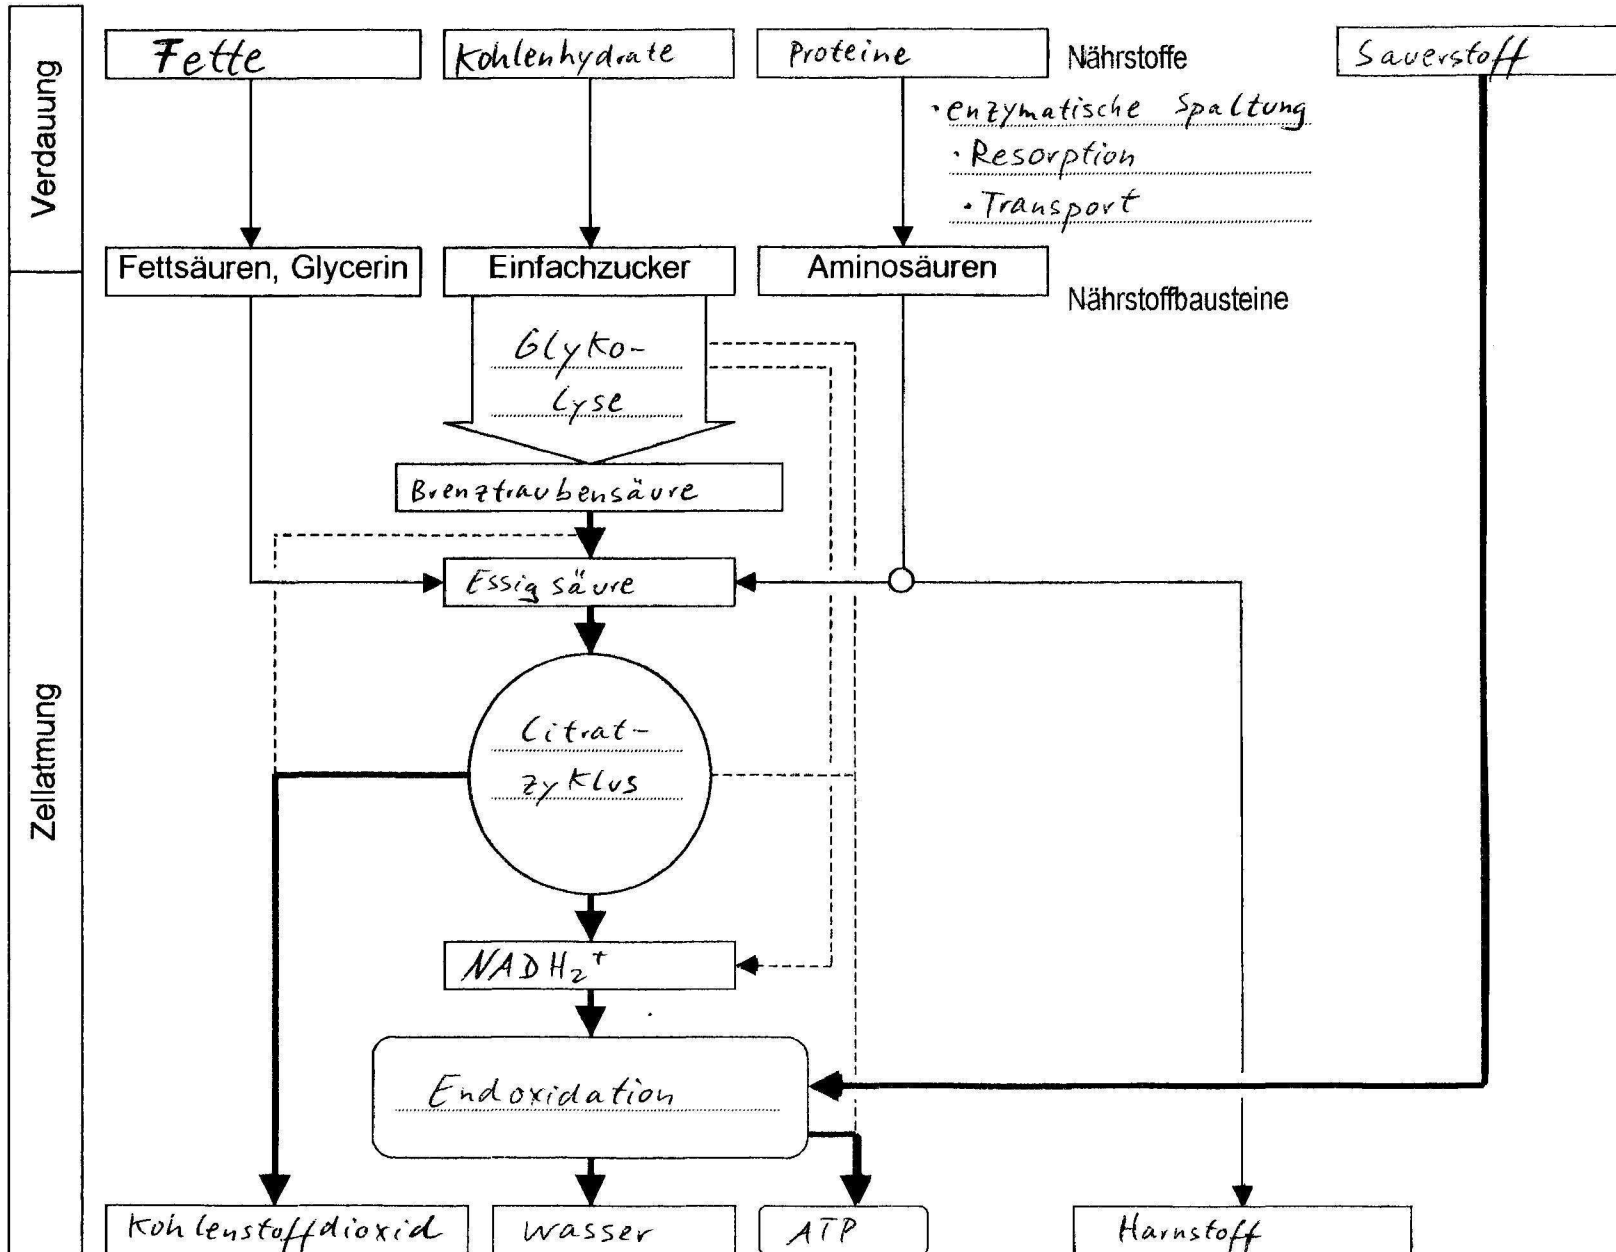 Verdauung
Fette
Kohlenhydrate
Proteine
Nährstoffe
Sauerstoff
· enzymatische Spaltung
· Resorption
· Transport
Fettsäuren, Glycerin
Einfachzucker
Aminosäuren
Nährstoffbausteine
Zellatmung
Glyko-
lyse
Brenztraubensäure
Essigsäure
Citrat-
zyklus
NADH₂⁺
Endoxidation
Kohlenstoffdioxid
Wasser
ATP
Harnstoff